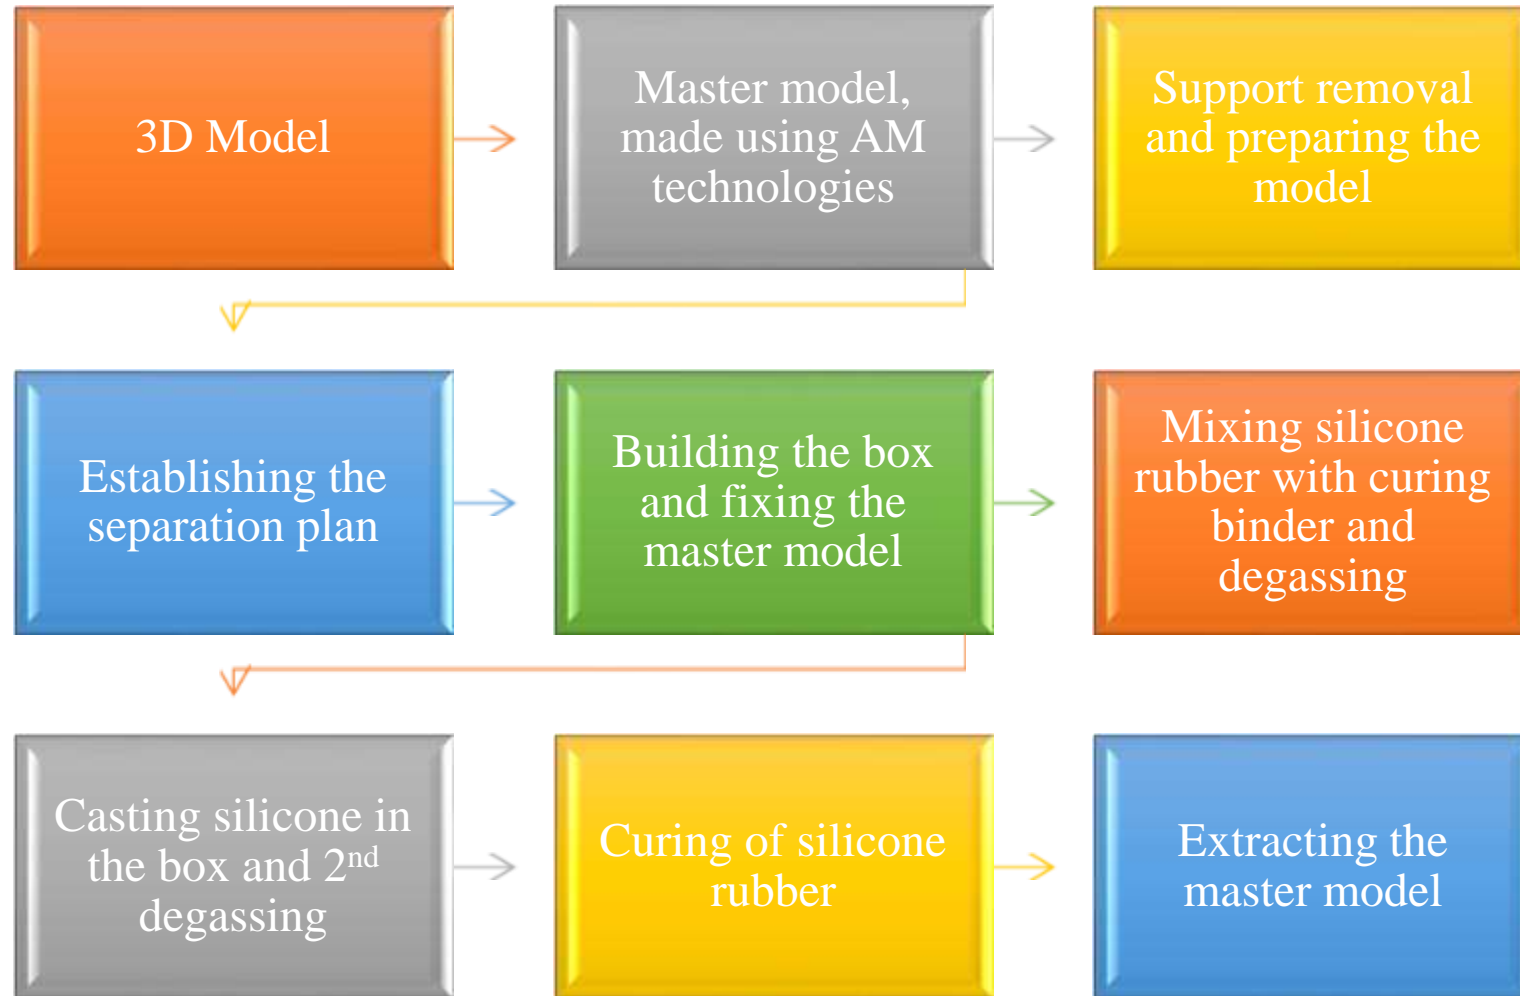 3D Model
Master model,
made using AM
technologies
Support removal
and preparing the
model
Establishing the
separation plan
Building the box
and fixing the
master model
Mixing silicone
rubber with curing
binder and
degassing
Casting silicone in
the box and 2nd
degassing
Curing of silicone
rubber
Extracting the
master model